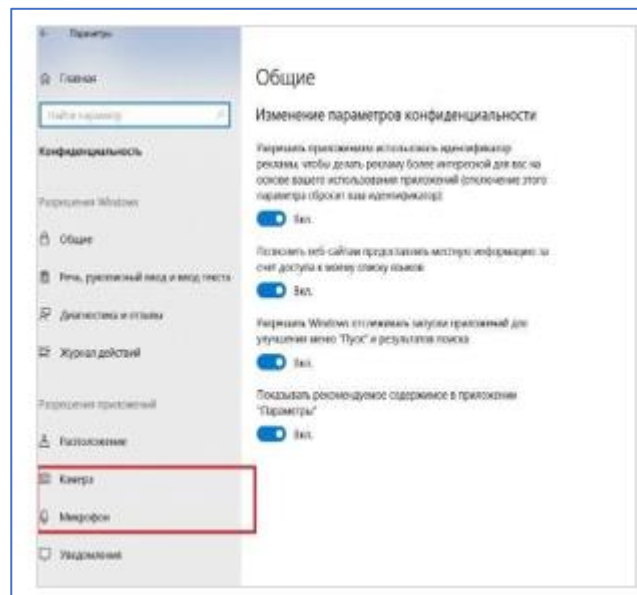 Параметры
Главная
Найти параметр
Конфиденциальность
Разрешения Windows
Общие
Речь, рукописный ввод и ввод текста
Диагностика и отзывы
Журнал действий
Разрешения приложений
Расположение
Камера
Микрофон
Уведомления
Общие
Изменение параметров конфиденциальности
Разрешить приложениям использовать идентификатор
рекламы, чтобы делать рекламу более интересной для вас на
основе вашего использования приложений (отключение этого
параметра сбросит ваш идентификатор)
Вкл.
Позволить веб-сайтам предоставлять местную информацию за
счет доступа к моему списку языков
Вкл.
Разрешить Windows отслеживать запуски приложений для
улучшения меню "Пуск" и результатов поиска
Вкл.
Показывать рекомендуемое содержимое в приложении
"Параметры"
Вкл.